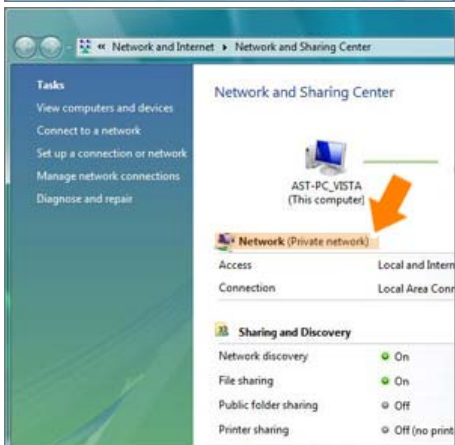 « Network and Internet ▸ Network and Sharing Center
Tasks
View computers and devices
Connect to a network
Set up a connection or network
Manage network connections
Diagnose and repair
Network and Sharing Center
AST-PC_VISTA
(This computer)
Network (Private network)
Access Local and Intern
Connection Local Area Conr
Sharing and Discovery
Network discovery On
File sharing On
Public folder sharing Off
Printer sharing Off (no print